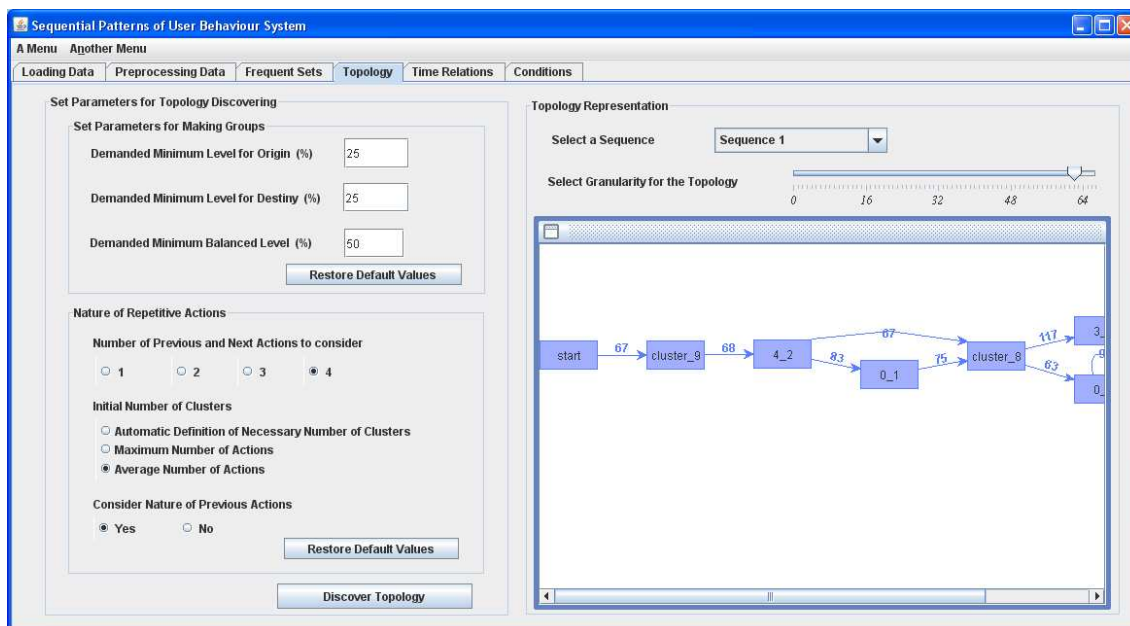 Sequential Patterns of User Behaviour System
A Menu Another Menu
Loading Data Preprocessing Data Frequent Sets Topology Time Relations Conditions
Set Parameters for Topology Discovering
Set Parameters for Making Groups
Demanded Minimum Level for Origin (%) 25
Demanded Minimum Level for Destiny (%) 25
Demanded Minimum Balanced Level (%) 50
Restore Default Values
Nature of Repetitive Actions
Number of Previous and Next Actions to consider
1 2 3 4
Initial Number of Clusters
Automatic Definition of Necessary Number of Clusters
Maximum Number of Actions
Average Number of Actions
Consider Nature of Previous Actions
Yes No
Restore Default Values
Discover Topology
Topology Representation
Select a Sequence Sequence 1
Select Granularity for the Topology
0 16 32 48 64
start 67 cluster_9 68 4_2 67 83 0_1 75 cluster_8 117 63 3_ 0_